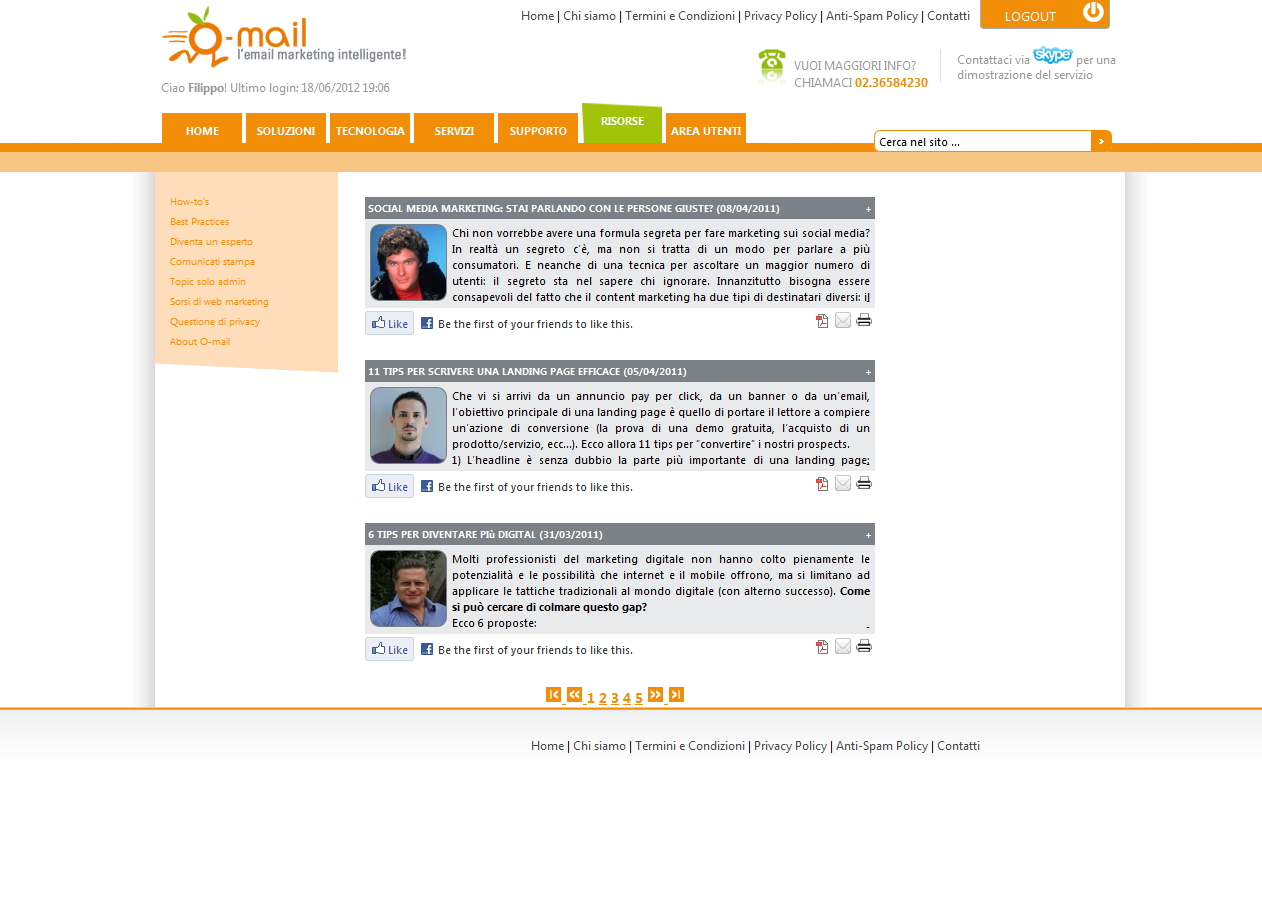 Home | Chi siamo | Termini e Condizioni | Privacy Policy | Anti-Spam Policy | Contatti
LOGOUT
O-mail
l'email marketing intelligente!
VUOI MAGGIORI INFO?
CHIAMACI 02.36584230
Contattaci via skype per una
dimostrazione del servizio
Ciao Filippo! Ultimo login: 18/06/2012 19:06
HOME
SOLUZIONI
TECNOLOGIA
SERVIZI
SUPPORTO
RISORSE
AREA UTENTI
Cerca nel sito ...
How-to's
Best Practices
Diventa un esperto
Comunicati stampa
Topic solo admin
Sorsi di web marketing
Questione di privacy
About O-mail
SOCIAL MEDIA MARKETING: STAI PARLANDO CON LE PERSONE GIUSTE? (08/04/2011) +
Chi non vorrebbe avere una formula segreta per fare marketing sui social media?
In realtà un segreto c'è, ma non si tratta di un modo per parlare a più
consumatori. E neanche di una tecnica per ascoltare un maggior numero di
utenti: il segreto sta nel sapere chi ignorare. Innanzitutto bisogna essere
consapevoli del fatto che il content marketing ha due tipi di destinatari diversi: il
Like Be the first of your friends to like this.
11 TIPS PER SCRIVERE UNA LANDING PAGE EFFICACE (05/04/2011) +
Che vi si arrivi da un annuncio pay per click, da un banner o da un'email,
l'obiettivo principale di una landing page è quello di portare il lettore a compiere
un'azione di conversione (la prova di una demo gratuita, l'acquisto di un
prodotto/servizio, ecc...). Ecco allora 11 tips per "convertire" i nostri prospects.
1) L'headline è senza dubbio la parte più importante di una landing page:
Like Be the first of your friends to like this.
6 TIPS PER DIVENTARE PIù DIGITAL (31/03/2011) +
Molti professionisti del marketing digitale non hanno colto pienamente le
potenzialità e le possibilità che internet e il mobile offrono, ma si limitano ad
applicare le tattiche tradizionali al mondo digitale (con alterno successo). Come
si può cercare di colmare questo gap?
Ecco 6 proposte:
Like Be the first of your friends to like this.
1 2 3 4 5
Home | Chi siamo | Termini e Condizioni | Privacy Policy | Anti-Spam Policy | Contatti